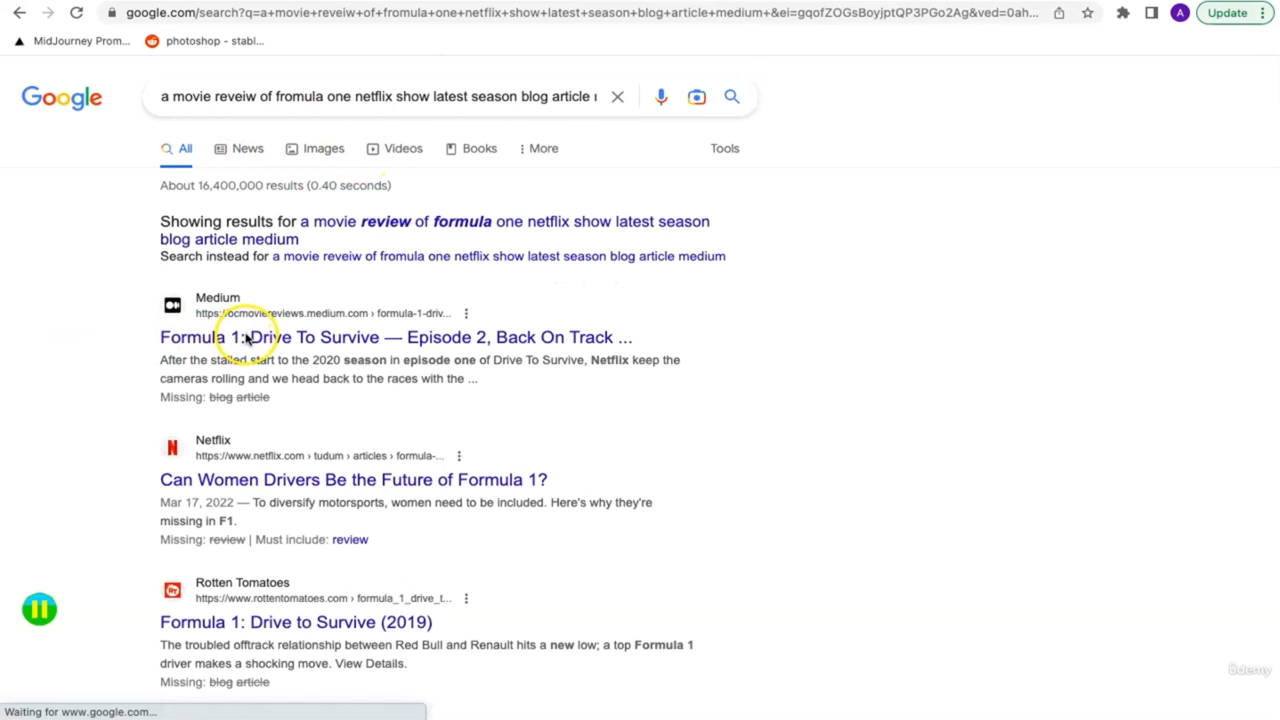 google.com/search?q=a+movie+reveiw+of+fromula+one+netflix+show+latest+season+blog+article+medium+&ei=gqofZOGsBoyjptQP3PGo2Ag&ved=0ah...
Update
MidJourney Prom...
photoshop - stabl...
Google
a movie reveiw of fromula one netflix show latest season blog article
All
News
Images
Videos
Books
More
Tools
About 16,400,000 results (0.40 seconds)
Showing results for a movie review of formula one netflix show latest season
blog article medium
Search instead for a movie reveiw of fromula one netflix show latest season blog article medium
Medium
https://ocmoviereviews.medium.com › formula-1-driv...
Formula 1: Drive To Survive — Episode 2, Back On Track ...
After the stalled start to the 2020 season in episode one of Drive To Survive, Netflix keep the
cameras rolling and we head back to the races with the ...
Missing: blog article
Netflix
https://www.netflix.com › tudum › articles › formula-...
Can Women Drivers Be the Future of Formula 1?
Mar 17, 2022 — To diversify motorsports, women need to be included. Here's why they're
missing in F1.
Missing: review | Must include: review
Rotten Tomatoes
https://www.rottentomatoes.com › formula_1_drive_t...
Formula 1: Drive to Survive (2019)
The troubled offtrack relationship between Red Bull and Renault hits a new low; a top Formula 1
driver makes a shocking move. View Details.
Missing: blog article
Waiting for www.google.com...
ûdemy